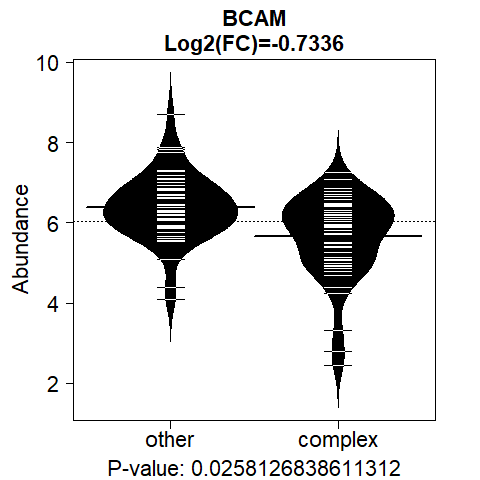 BCAM
Log2(FC)=-0.7336
Abundance
10
8
6
4
2
other complex
P-value: 0.0258126838611312